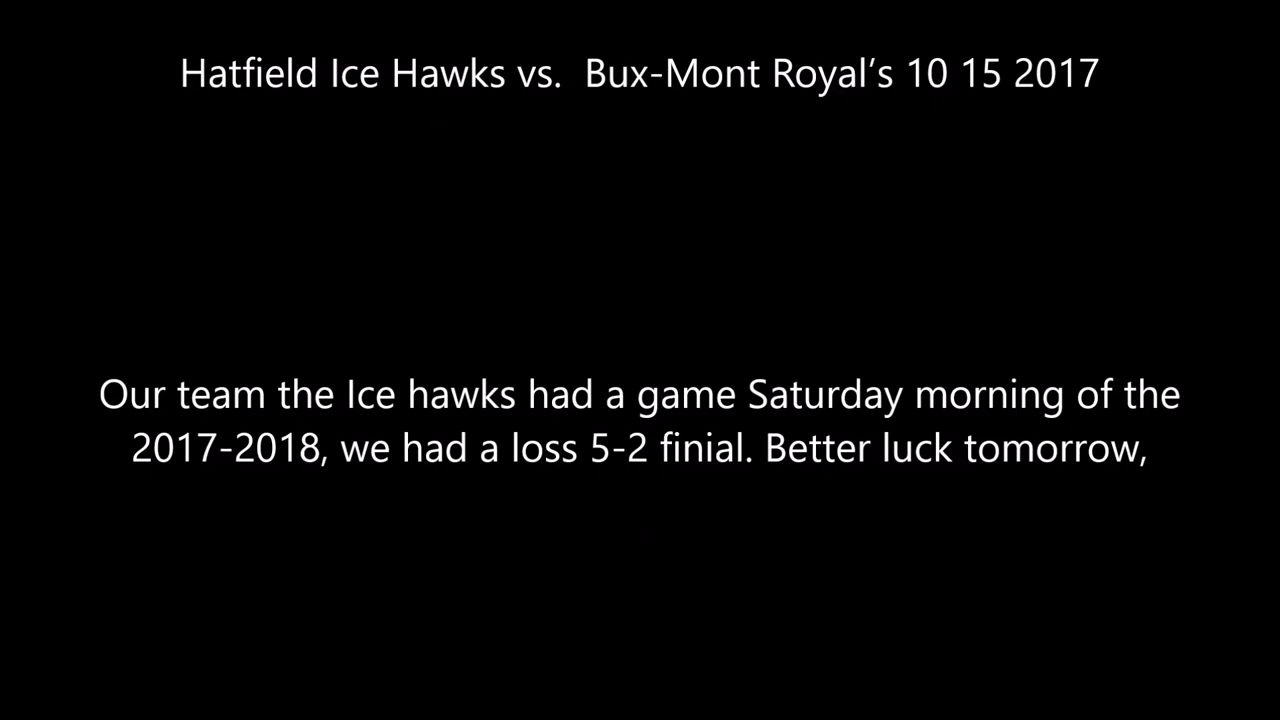 Hatfield Ice Hawks vs.  Bux-Mont Royal’s 10 15 2017
Our team the Ice hawks had a game Saturday morning of the
2017-2018, we had a loss 5-2 finial. Better luck tomorrow,